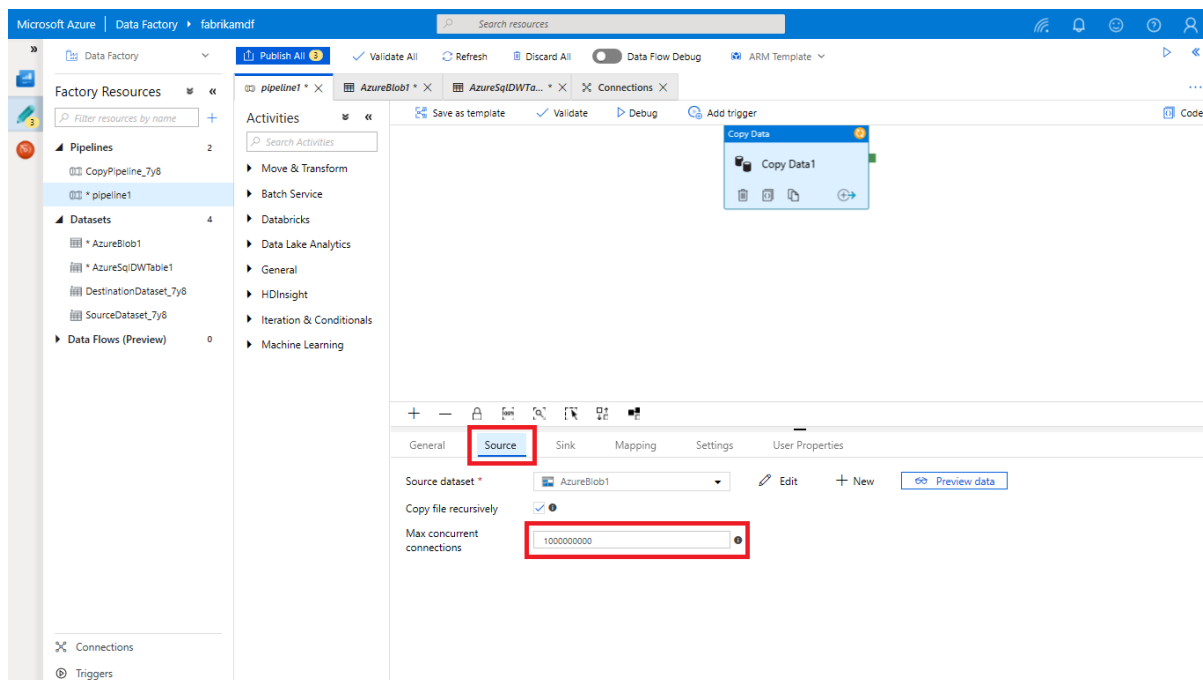 Microsoft Azure Data Factory fabrikamdf Search resources
Data Factory Publish All 3 Validate All Refresh Discard All Data Flow Debug ARM Template
Factory Resources
Filter resources by name
Pipelines 2
CopyPipeline_7y8
* pipeline1
Datasets 4
* AzureBlob1
* AzureSqlDWTable1
DestinationDataset_7y8
SourceDataset_7y8
Data Flows (Preview) 0
Connections
Triggers
3
pipeline1 * AzureBlob1 * AzureSqlDWTa... * Connections
Activities
Search Activities
Move & Transform
Batch Service
Databricks
Data Lake Analytics
General
HDInsight
Iteration & Conditionals
Machine Learning
Save as template Validate Debug Add trigger Code
Copy Data
Copy Data1
General Source Sink Mapping Settings User Properties
Source dataset * AzureBlob1 Edit New Preview data
Copy file recursively
Max concurrent
connections
1000000000